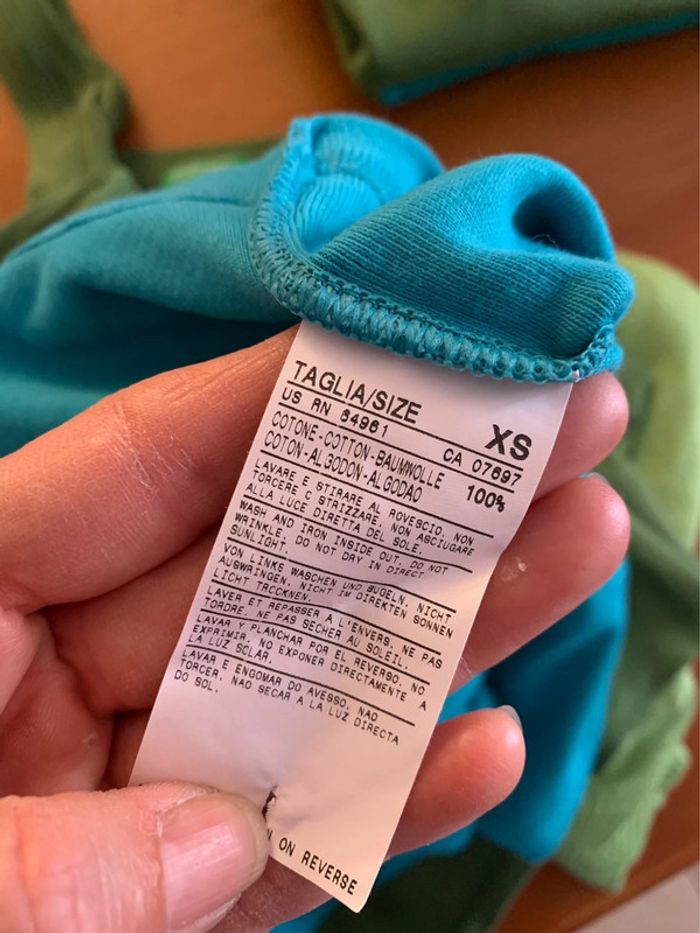 TAGLIA/SIZE XS
US RN 84961 CA 07697
COTONE-COTTON-BAUMWOLLE
COTON-ALGODON-ALGODAO 100%
LAVARE E STIRARE AL ROVESCIO. NON
TORCERE O STRIZZARE. NON ASCIUGARE
ALLA LUCE DIRETTA DEL SOLE.
WASH AND IRON INSIDE OUT. DO NOT
WRINKLE. DO NOT DRY IN DIRECT
SUNLIGHT.
VON LINKS WASCHEN UND BUGELN. NICHT
AUSWRINGEN. NICHT IM DIREKTEN SONNEN
LICHT TROCKNEN.
LAVER ET REPASSER A L'ENVERS. NE PAS
TORDRE. NE PAS SECHER AU SOLEIL.
LAVAR Y PLANCHAR POR EL REVERSO. NO
EXPRIMIR. NO EXPONER DIRECTAMENTE A
LA LUZ SOLAR.
LAVAR E ENGOMAR DO AVESSO. NAO
TORCER. NAO SECAR A LA LUZ DIRECTA
DO SOL.
ON REVERSE